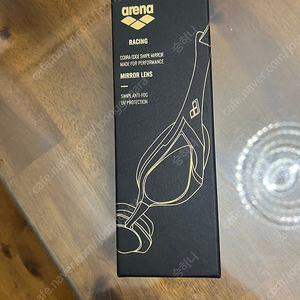 arena
RACING
COBRA EDGE SWIPE MIRROR
MADE FOR PERFORMANCE
MIRROR LENS
SWIPE ANTI-FOG
UV PROTECTION